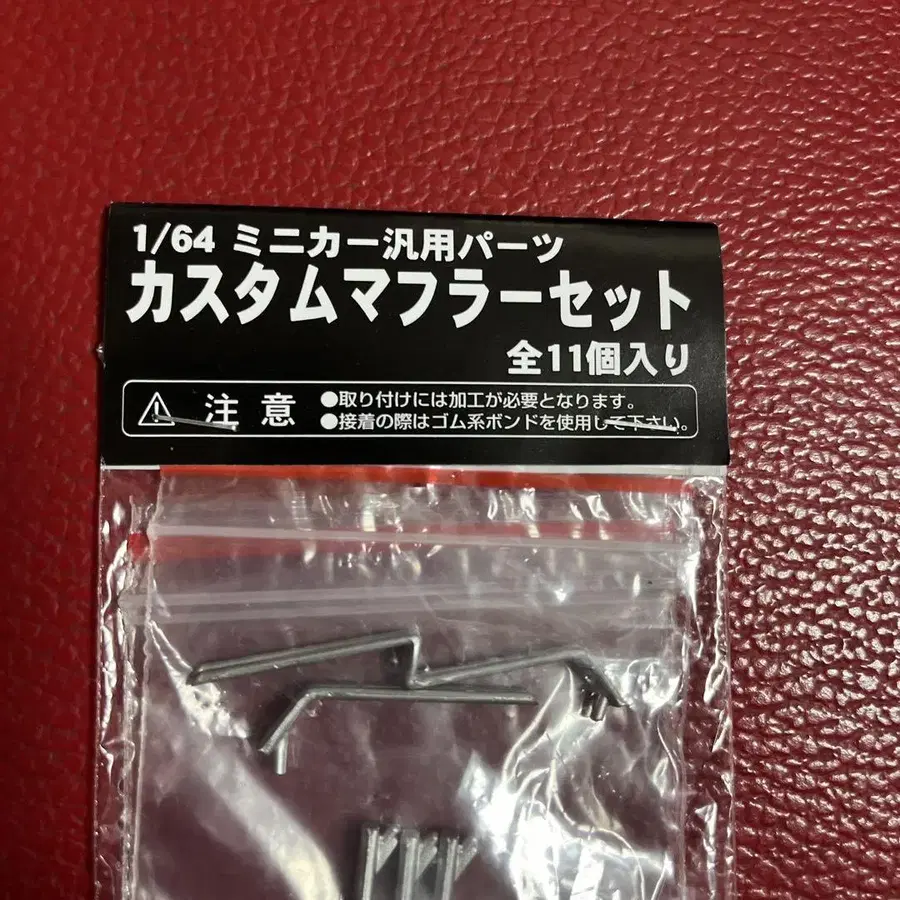 1/64 ミニカー汎用パーツ
カスタムマフラーセット
全11個入り
注意
●取り付けには加工が必要となります。
●接着の際はゴム系ボンドを使用して下さい。